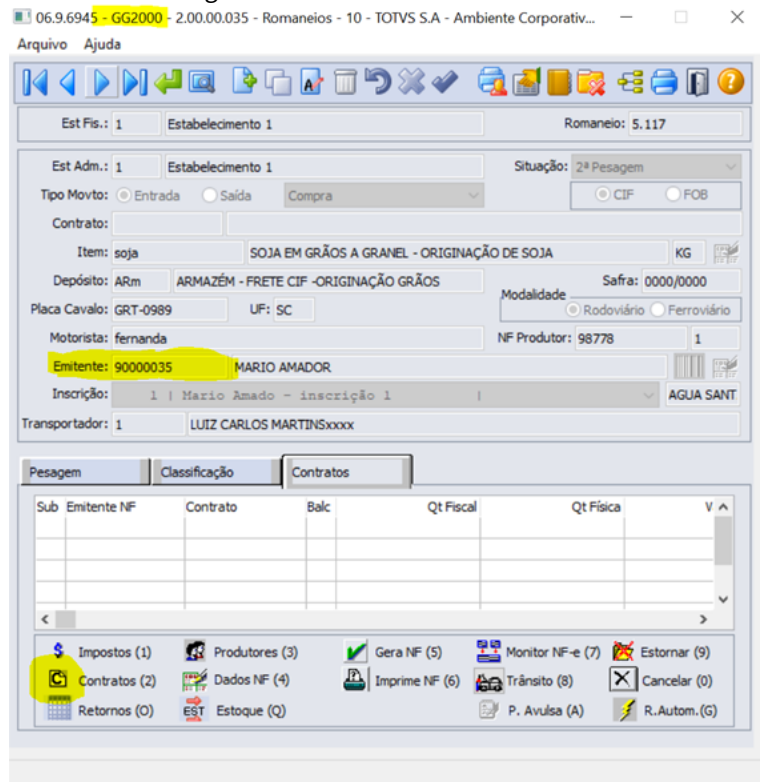 06.9.6945 - GG2000 - 2.00.00.035 - Romaneios - 10 - TOTVS S.A - Ambiente Corporativ...
Arquivo Ajuda
Est Fis.: 1 Estabelecimento 1 Romaneio: 5.117
Est Adm.: 1 Estabelecimento 1 Situação: 2ª Pesagem
Tipo Movto: Entrada Saída Compra CIF FOB
Contrato:
Item: soja SOJA EM GRÃOS A GRANEL - ORIGINAÇÃO DE SOJA KG
Depósito: ARm ARMAZÉM - FRETE CIF -ORIGINAÇÃO GRÃOS Safra: 0000/0000
Modalidade
Placa Cavalo: GRT-0989 UF: SC Rodoviário Ferroviário
Motorista: fernanda NF Produtor: 98778 1
Emitente: 90000035 MARIO AMADOR
Inscrição: 1 | Mario Amado - inscrição 1 | AGUA SANT
Transportador: 1 LUIZ CARLOS MARTINSxxxx
Pesagem Classificação Contratos
Sub Emitente NF Contrato Balc Qt Fiscal Qt Física V
$ Impostos (1) Produtores (3) Gera NF (5) Monitor NF-e (7) Estornar (9)
C Contratos (2) Dados NF (4) Imprime NF (6) Trânsito (8) Cancelar (0)
Retornos (O) EST Estoque (Q) P. Avulsa (A) R.Autom.(G)